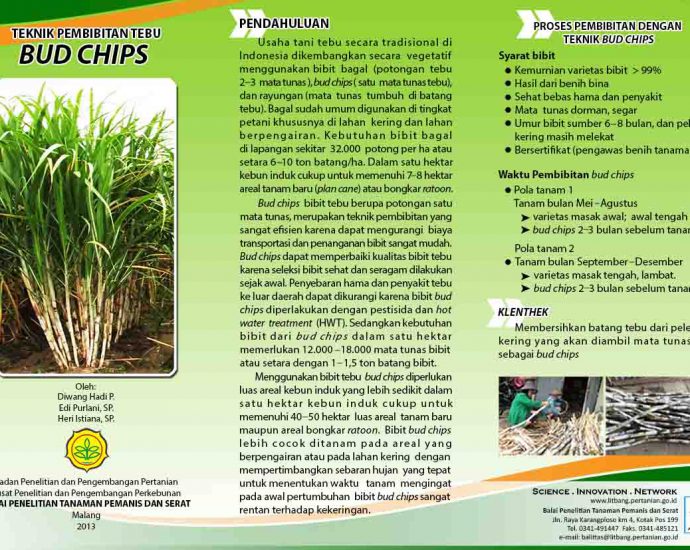 TEKNIK PEMBIBITAN TEBU
BUD CHIPS
Oleh:
Diwang Hadi P.
Edi Purlani, SP.
Heri Istiana, SP.
adan Penelitian dan Pengembangan Pertanian
usat Penelitian dan Pengembangan Perkebunan
AI PENELITIAN TANAMAN PEMANIS DAN SERAT
Malang
2013
PENDAHULUAN
Usaha tani tebu secara tradisional di
Indonesia dikembangkan secara vegetatif
menggunakan bibit bagal (potongan tebu
2–3 mata tunas ), bud chips ( satu mata tunas tebu),
dan rayungan (mata tunas tumbuh di batang
tebu). Bagal sudah umum digunakan di tingkat
petani khususnya di lahan kering dan lahan
berpengairan. Kebutuhan bibit bagal
di lapangan sekitar 32.000 potong per ha atau
setara 6–10 ton batang/ha. Dalam satu hektar
kebun induk cukup untuk memenuhi 7–8 hektar
areal tanam baru (plan cane) atau bongkar ratoon.
Bud chips bibit tebu berupa potongan satu
mata tunas, merupakan teknik pembibitan yang
sangat efisien karena dapat mengurangi biaya
transportasi dan penanganan bibit sangat mudah.
Bud chips dapat memperbaiki kualitas bibit tebu
karena seleksi bibit sehat dan seragam dilakukan
sejak awal. Penyebaran hama dan penyakit tebu
ke luar daerah dapat dikurangi karena bibit bud
chips diperlakukan dengan pestisida dan hot
water treatment (HWT). Sedangkan kebutuhan
bibit dari bud chips dalam satu hektar
memerlukan 12.000 –18.000 mata tunas bibit
atau setara dengan 1–1,5 ton batang bibit.
Menggunakan bibit tebu bud chips diperlukan
luas areal kebun induk yang lebih sedikit dalam
satu hektar kebun induk cukup untuk
memenuhi 40–50 hektar luas areal tanam baru
maupun areal bongkar ratoon. Bibit bud chips
lebih cocok ditanam pada areal yang
berpengairan atau pada lahan kering dengan
mempertimbangkan sebaran hujan yang tepat
untuk menentukan waktu tanam mengingat
pada awal pertumbuhan bibit bud chips sangat
rentan terhadap kekeringan.
PROSES PEMBIBITAN DENGAN
TEKNIK BUD CHIPS
Syarat bibit
● Kemurnian varietas bibit > 99%
● Hasil dari benih bina
● Sehat bebas hama dan penyakit
● Mata tunas dorman, segar
● Umur bibit sumber 6–8 bulan, dan pel
kering masih melekat
● Bersertifikat (pengawas benih tanama
Waktu Pembibitan bud chips
● Pola tanam 1
Tanam bulan Mei –Agustus
➤ varietas masak awal; awal tengah
➤ bud chips 2–3 bulan sebelum tanam
Pola tanam 2
● Tanam bulan September–Desember
➤ varietas masak tengah, lambat.
➤ bud chips 2–3 bulan sebelum tanam
KLENTHEK
Membersihkan batang tebu dari pele
kering yang akan diambil mata tunas
sebagai bud chips
SCIENCE . INNOVATION . NETWORK
www.litbang.pertanian.go.id
Balai Penelitian Tanaman Pemanis dan Serat
Jln. Raya Karangploso km 4, Kotak Pos 199
Telp. 0341-491447 Faks. 0341-485121
e-mail: balittas@litbang.pertanian.go.id